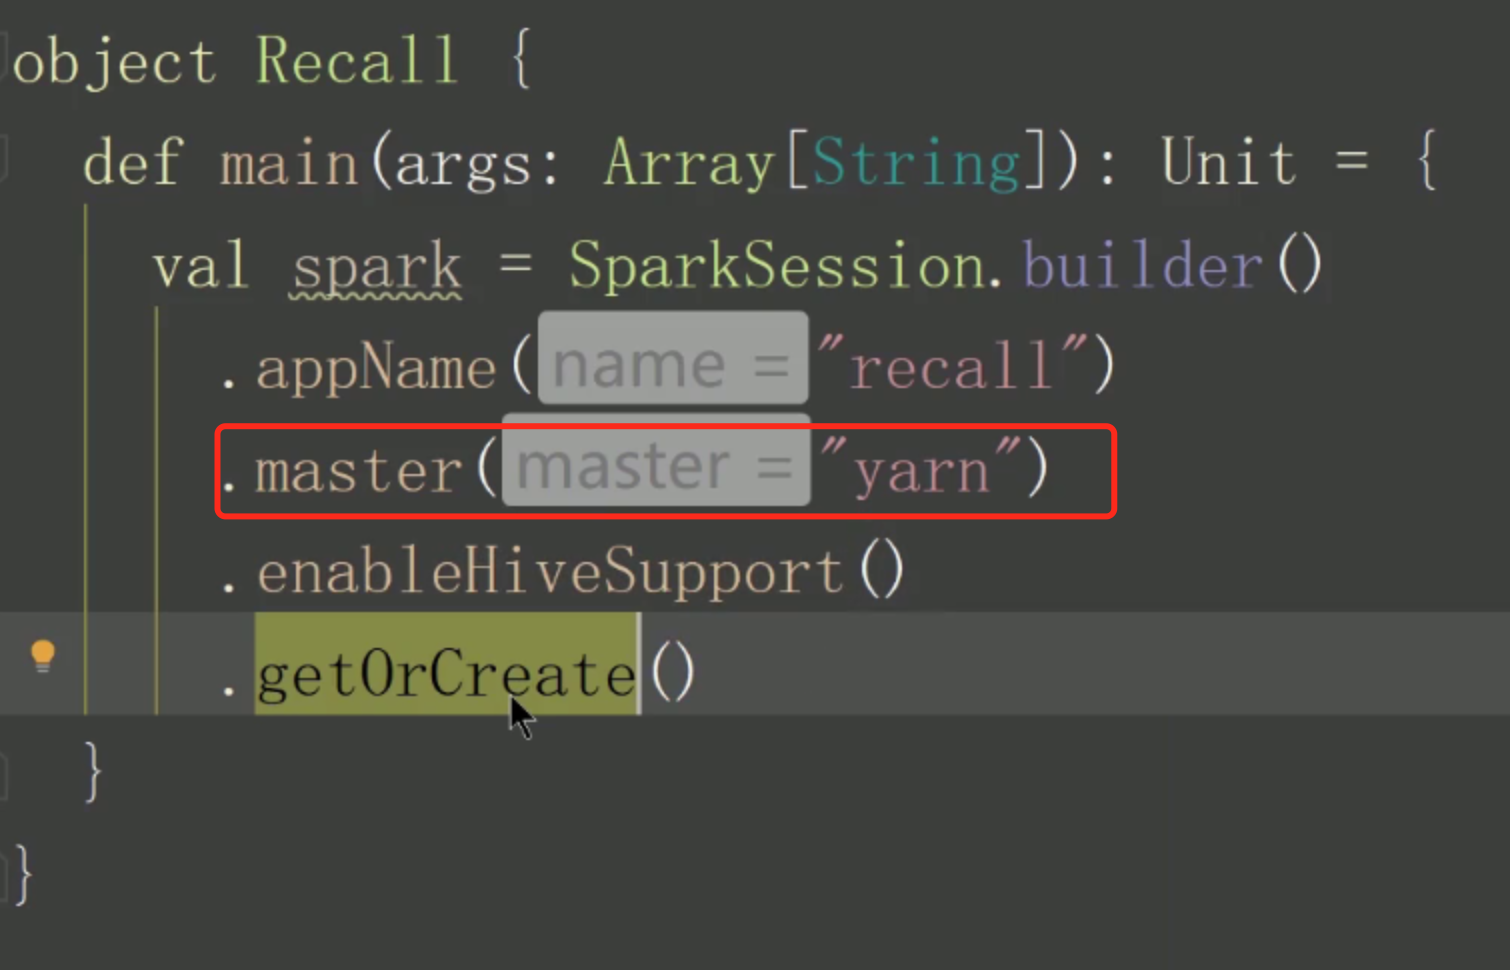 object Recall {
def main(args: Array[String]): Unit = {
val spark = SparkSession.builder()
.appName(name = "recall")
.master(master = "yarn")
.enableHiveSupport()
.getOrCreate()
}
}